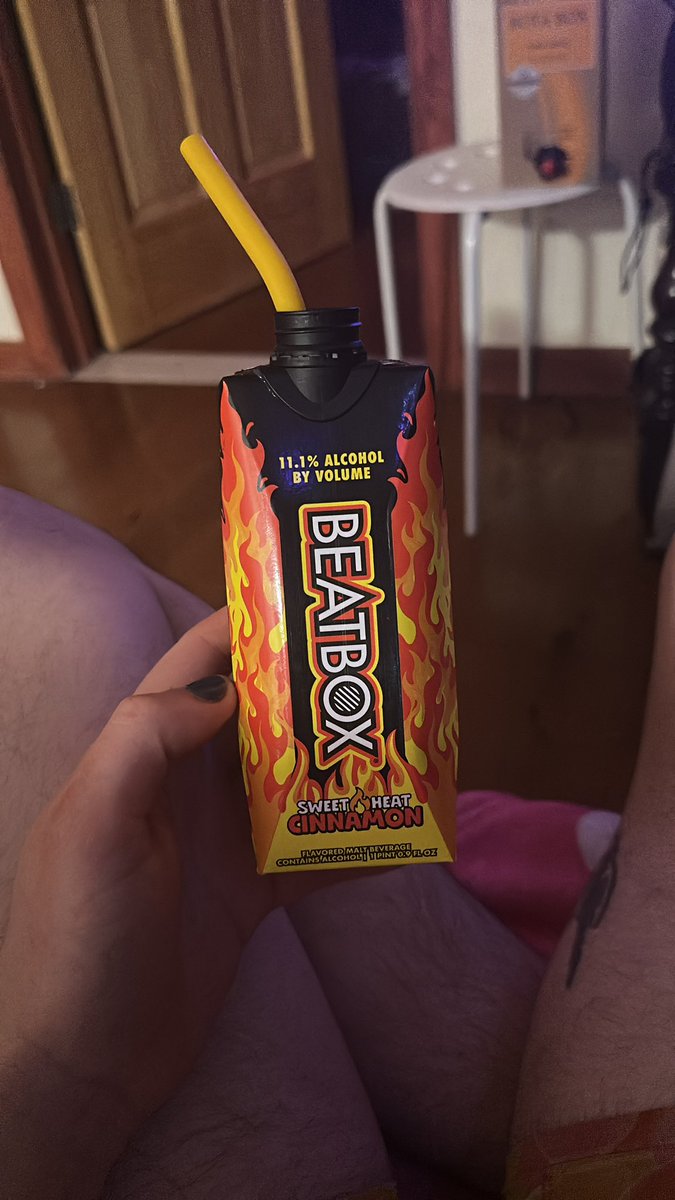 11.1% ALCOHOL
BY VOLUME
BEATBOX
SWEET HEAT
CINNAMON
FLAVORED MALT BEVERAGE
CONTAINS ALCOHOL | 1 PINT 0.9 FL OZ